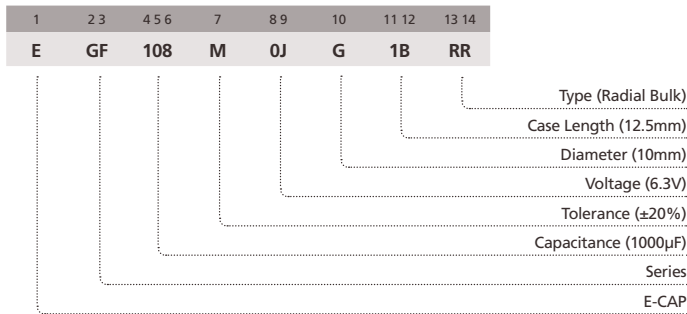 1 2 3 4 5 6 7 8 9 10 11 12 13 14
E GF 108 M 0J G 1B RR
Type (Radial Bulk)
Case Length (12.5mm)
Diameter (10mm)
Voltage (6.3V)
Tolerance (±20%)
Capacitance (1000µF)
Series
E-CAP